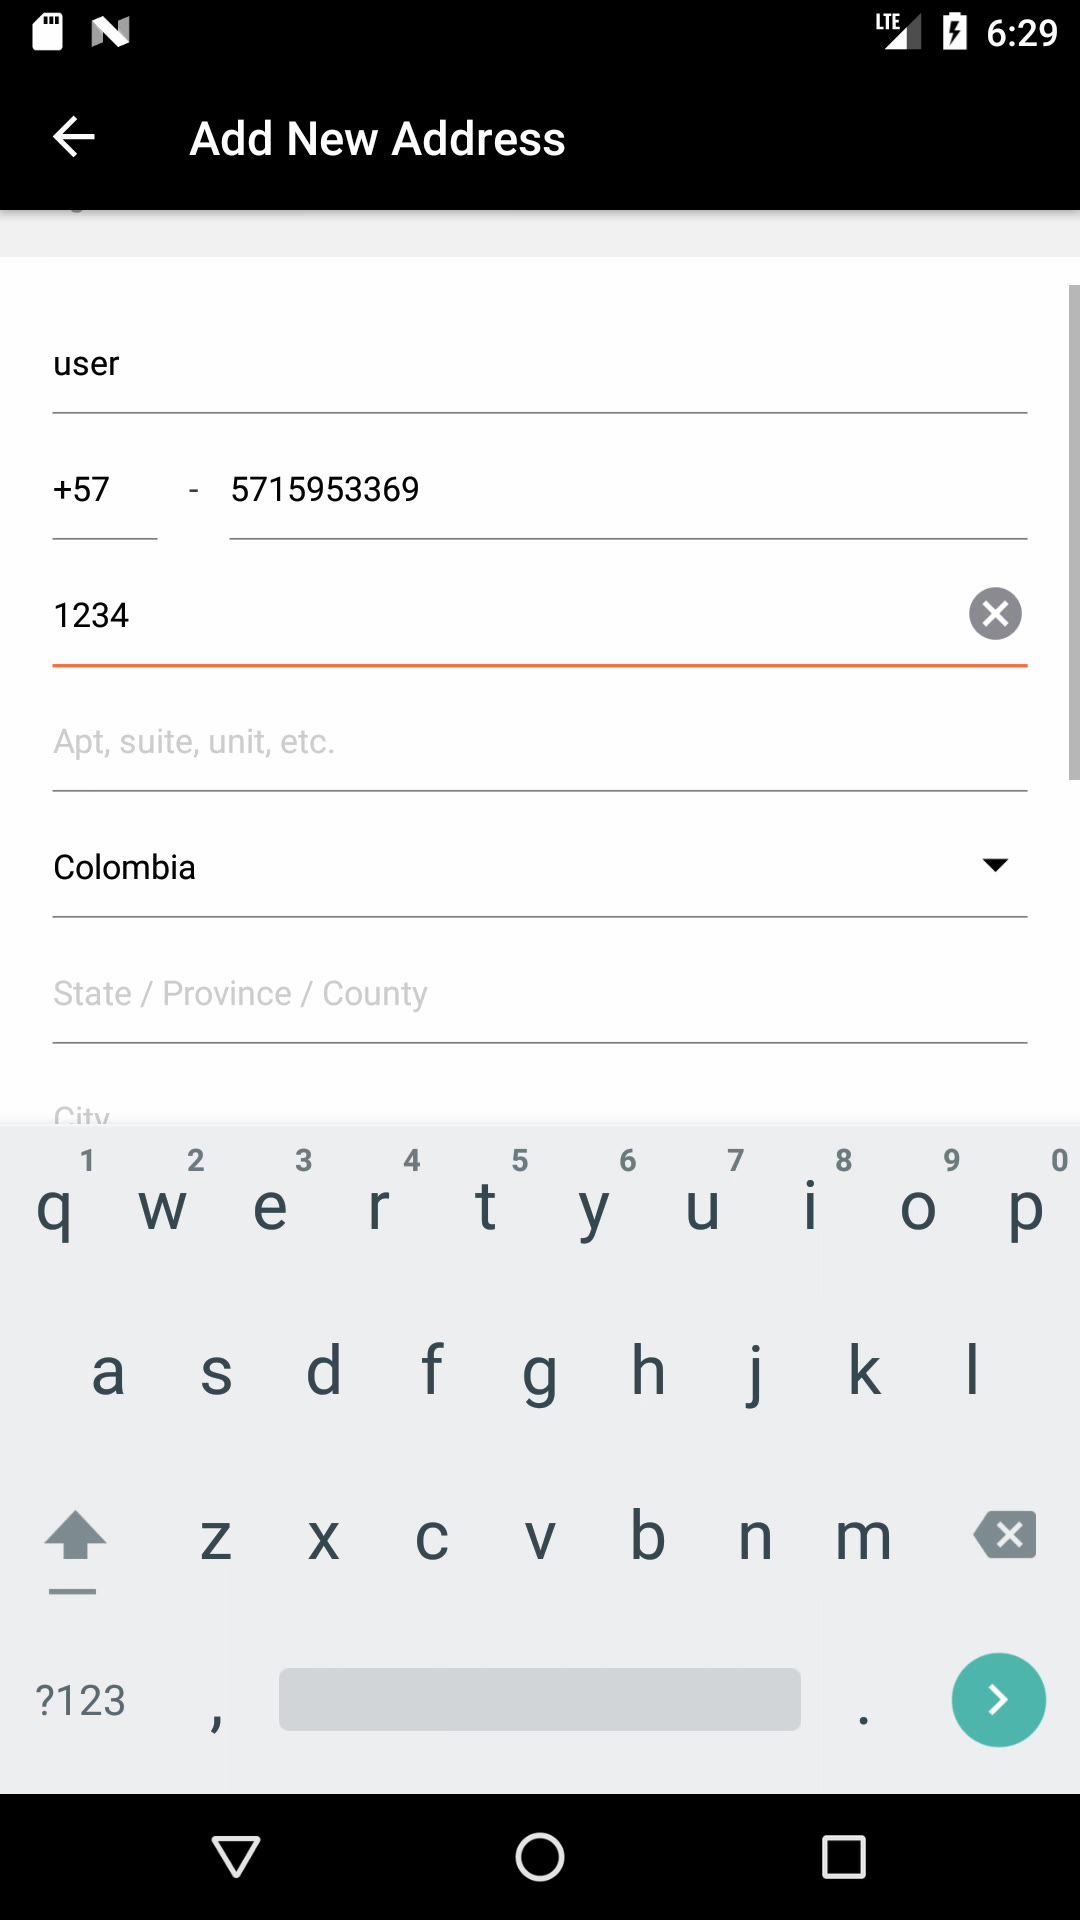 LTE 6:29
Add New Address
user
+57 - 5715953369
1234
Apt, suite, unit, etc.
Colombia
State / Province / County
City
1 2 3 4 5 6 7 8 9 0
q w e r t y u i o p
a s d f g h j k l
z x c v b n m
?123 , .